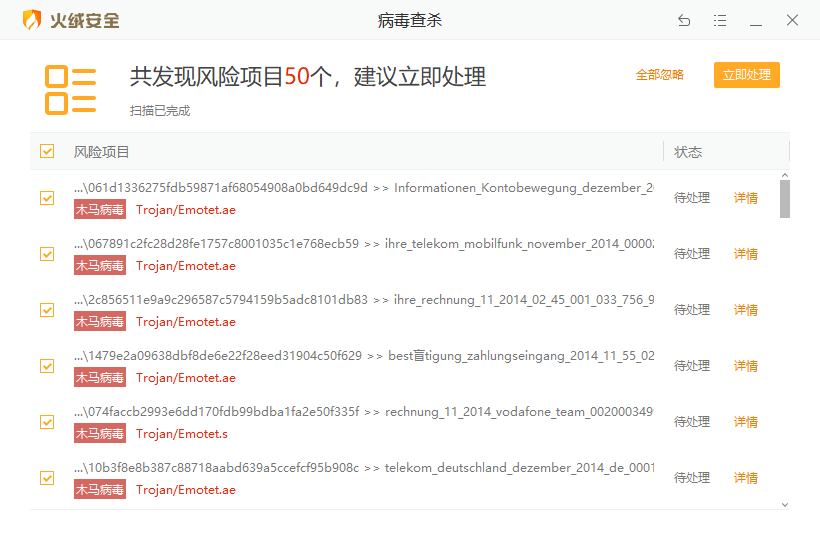 火绒安全
病毒查杀
共发现风险项目50个，建议立即处理
全部忽略
立即处理
扫描已完成
风险项目
状态
...\061d1336275fdb59871af68054908a0bd649dc9d >> Informationen_Kontobewegung_dezember_20
待处理
详情
木马病毒 Trojan/Emotet.ae
...\067891c2fc28d28fe1757c8001035c1e768ecb59 >> ihre_telekom_mobilfunk_november_2014_0000
待处理
详情
木马病毒 Trojan/Emotet.ae
...\2c856511e9a9c296587c5794159b5adc8101db83 >> ihre_rechnung_11_2014_02_45_001_033_756_9
待处理
详情
木马病毒 Trojan/Emotet.ae
...\1479e2a09638dbf8de6e22f28eed31904c50f629 >> best盲tigung_zahlungseingang_2014_11_55_02
待处理
详情
木马病毒 Trojan/Emotet.ae
...\074faccb2993e6dd170fdb99bdba1fa2e50f335f >> rechnung_11_2014_vodafone_team_002000349
待处理
详情
木马病毒 Trojan/Emotet.s
...\10b3f8e8b387c88718aabd639a5ccefcf95b908c >> telekom_deutschland_dezember_2014_de_0001
待处理
详情
木马病毒 Trojan/Emotet.ae